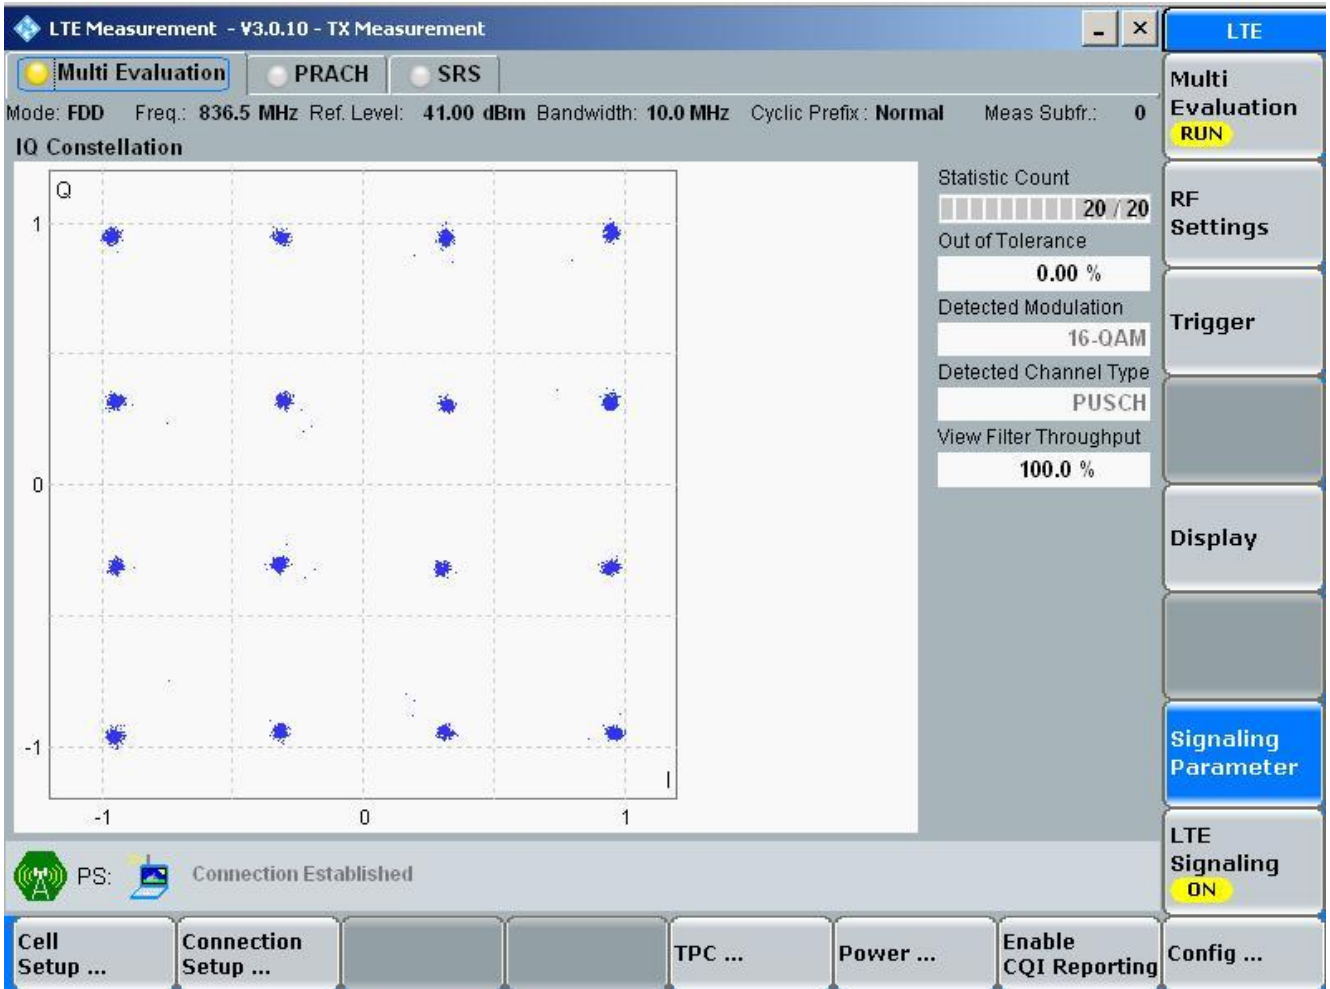 LTE Measurement - V3.0.10 - TX Measurement
LTE
Multi Evaluation
PRACH
SRS
Mode: FDD Freq.: 836.5 MHz Ref. Level: 41.00 dBm Bandwidth: 10.0 MHz Cyclic Prefix: Normal Meas Subfr.: 0
IQ Constellation
Q
1
0
-1
I
-1 0 1
Statistic Count
20 / 20
Out of Tolerance
0.00 %
Detected Modulation
16-QAM
Detected Channel Type
PUSCH
View Filter Throughput
100.0 %
Multi
Evaluation
RUN
RF
Settings
Trigger
Display
Signaling
Parameter
LTE
Signaling
ON
PS: Connection Established
Cell
Setup ...
Connection
Setup ...
TPC ...
Power ...
Enable
CQI Reporting
Config ...